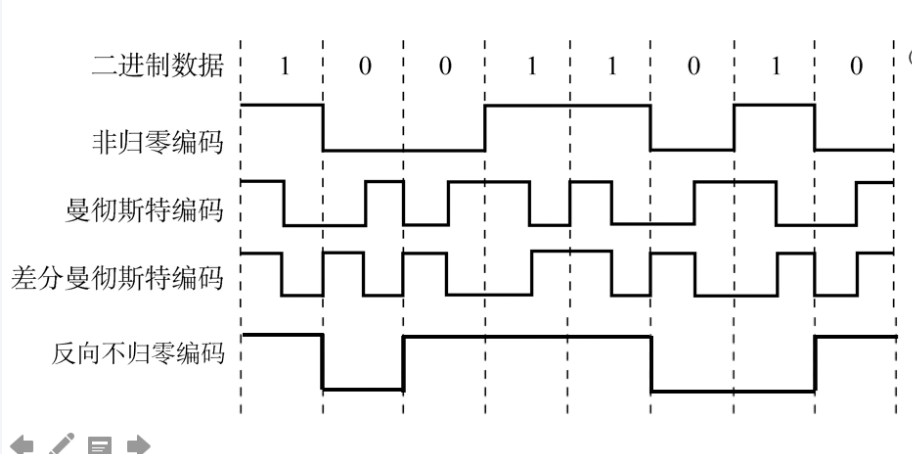 二进制数据 1 0 0 1 1 0 1 0
非归零编码
曼彻斯特编码
差分曼彻斯特编码
反向不归零编码